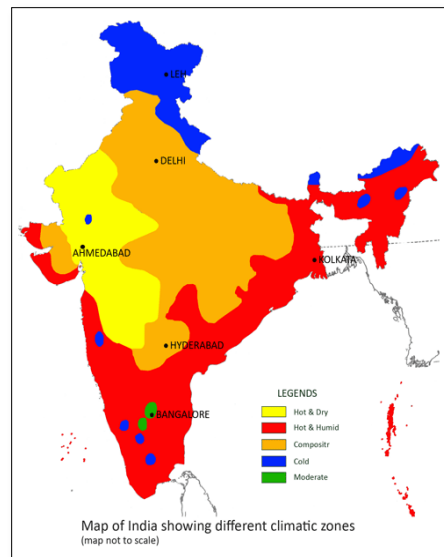 LEH
DELHI
AHMEDABAD
KOLKATA
HYDERABAD
BANGALORE
LEGENDS
Hot & Dry
Hot & Humid
Compositr
Cold
Moderate
Map of India showing different climatic zones
(map not to scale)